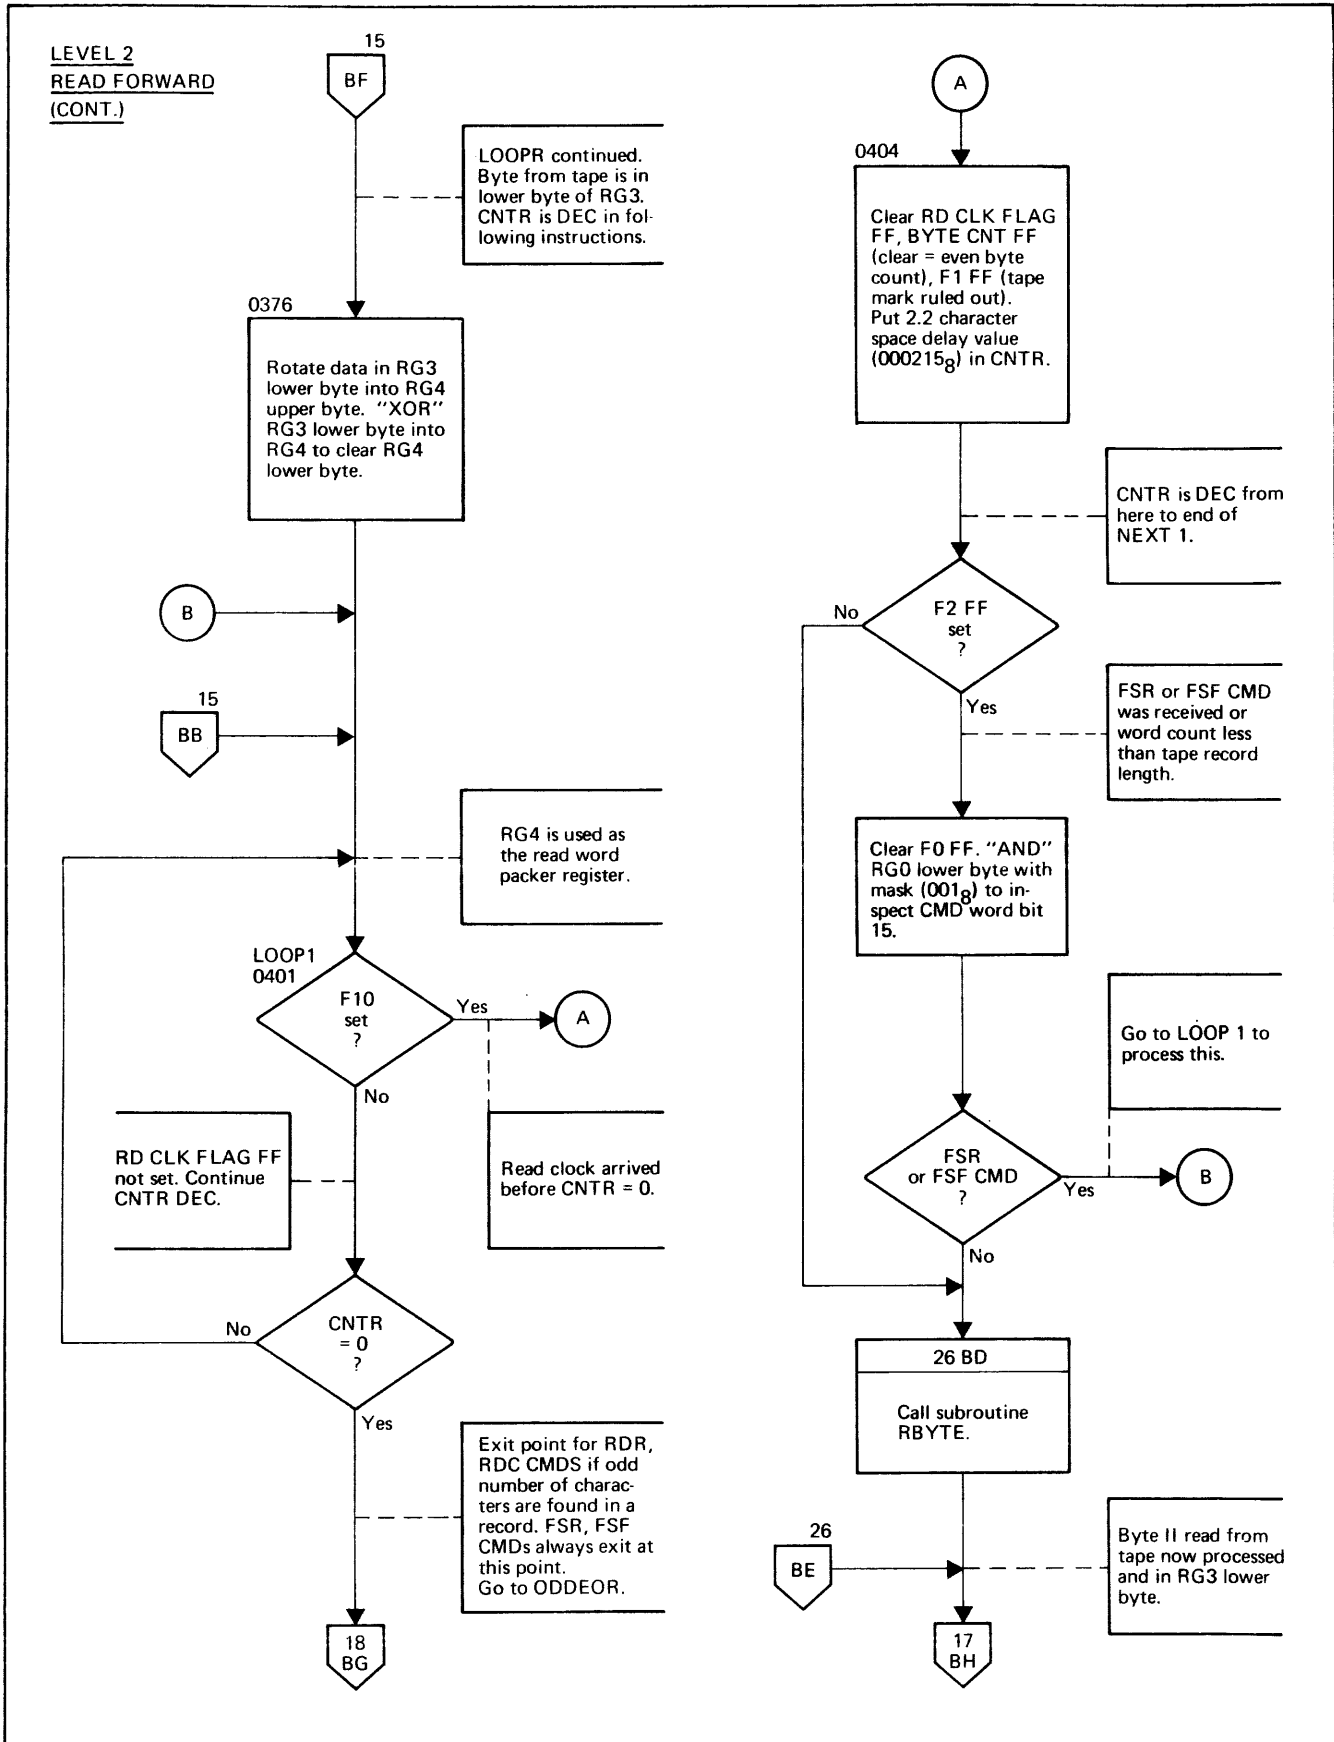 LEVEL 2
READ FORWARD
(CONT.)
15
BF
LOOPR continued.
Byte from tape is in
lower byte of RG3.
CNTR is DEC in fol-
lowing instructions.
0376
Rotate data in RG3
lower byte into RG4
upper byte. "XOR"
RG3 lower byte into
RG4 to clear RG4
lower byte.
B
15
BB
RG4 is used as
the read word
packer register.
LOOP1
0401
F10
set
?
Yes
A
No
RD CLK FLAG FF
not set. Continue
CNTR DEC.
Read clock arrived
before CNTR = 0.
No
CNTR
= 0
?
Yes
Exit point for RDR,
RDC CMDS if odd
number of charac-
ters are found in a
record. FSR, FSF
CMDs always exit at
this point.
Go to ODDEOR.
18
BG
A
0404
Clear RD CLK FLAG
FF, BYTE CNT FF
(clear = even byte
count), F1 FF (tape
mark ruled out).
Put 2.2 character
space delay value
(000215₈) in CNTR.
CNTR is DEC from
here to end of
NEXT 1.
No
F2 FF
set
?
Yes
FSR or FSF CMD
was received or
word count less
than tape record
length.
Clear F0 FF. "AND"
RG0 lower byte with
mask (001₈) to in-
spect CMD word bit
15.
Go to LOOP 1 to
process this.
FSR
or FSF CMD
?
Yes
B
No
26 BD
Call subroutine
RBYTE.
26
BE
Byte II read from
tape now processed
and in RG3 lower
byte.
17
BH